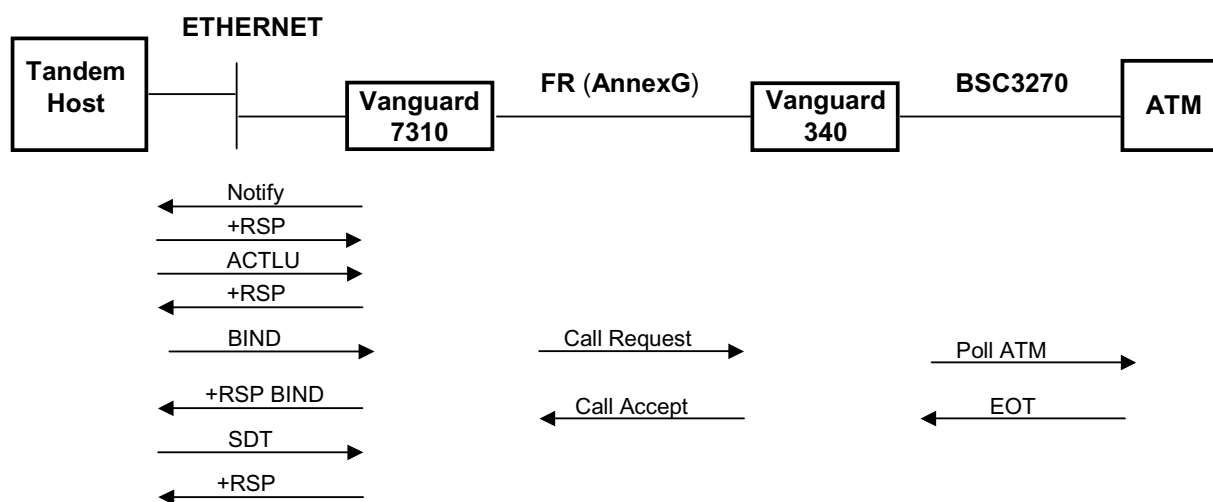 ETHERNET
Tandem
Host
Vanguard
7310
FR (AnnexG)
Vanguard
340
BSC3270
ATM
Notify
+RSP
ACTLU
+RSP
BIND
Call Request
Poll ATM
+RSP BIND
Call Accept
EOT
SDT
+RSP